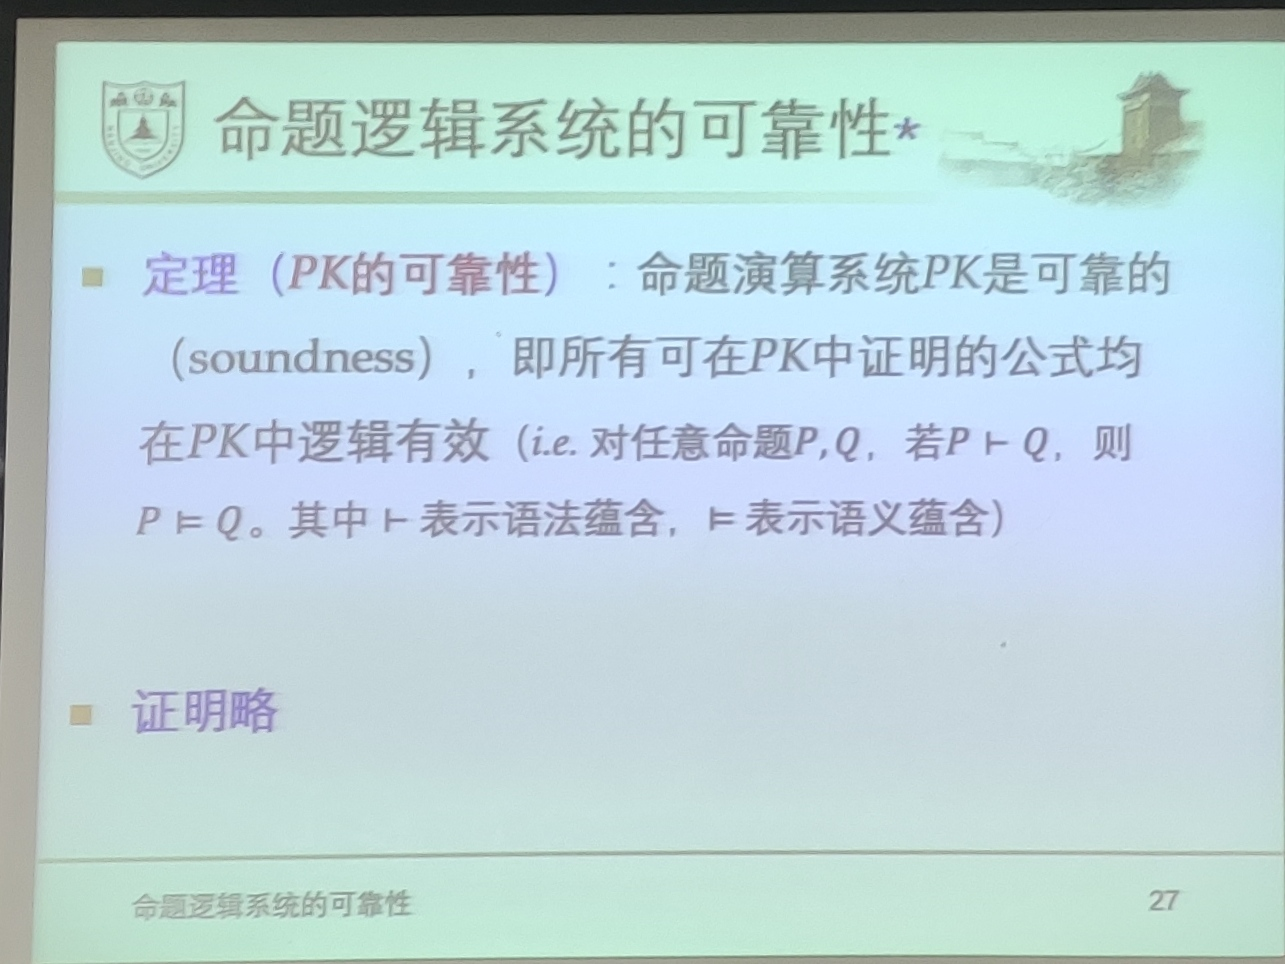 命题逻辑系统的可靠性*
定理（PK的可靠性）：命题演算系统PK是可靠的
（soundness），即所有可在PK中证明的公式均
在PK中逻辑有效（i.e. 对任意命题P,Q，若P ⊢ Q，则
P ⊨ Q。其中 ⊢ 表示语法蕴含，⊨ 表示语义蕴含）
证明略
命题逻辑系统的可靠性
27